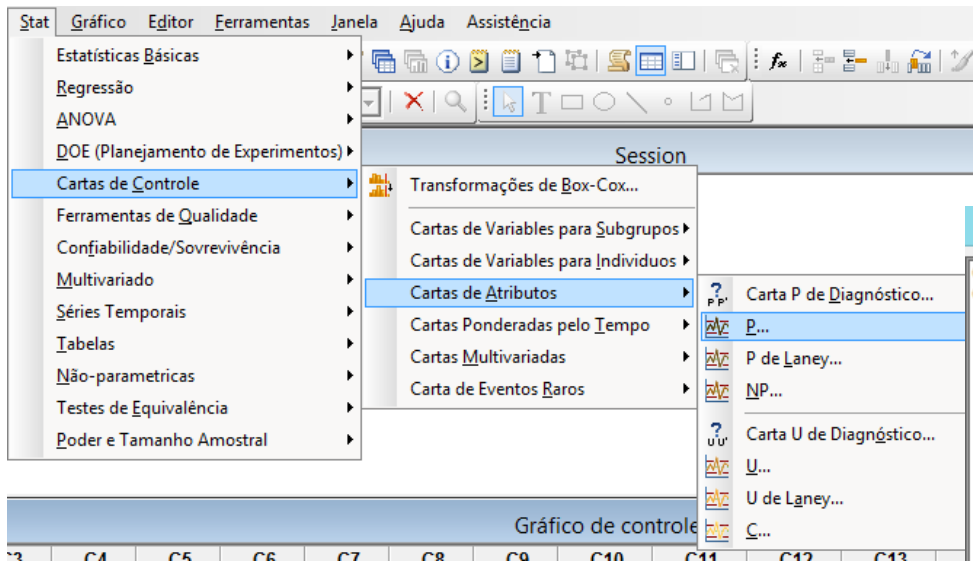 Stat Gráfico Editor Ferramentas Janela Ajuda Assistência
Estatísticas Básicas
Regressão
ANOVA
DOE (Planejamento de Experimentos)
Cartas de Controle
Ferramentas de Qualidade
Confiabilidade/Sovrevivência
Multivariado
Séries Temporais
Tabelas
Não-parametricas
Testes de Equivalência
Poder e Tamanho Amostral
Session
Transformações de Box-Cox...
Cartas de Variables para Subgrupos
Cartas de Variables para Individuos
Cartas de Atributos
Cartas Ponderadas pelo Tempo
Cartas Multivariadas
Carta de Eventos Raros
Carta P de Diagnóstico...
P...
P de Laney...
NP...
Carta U de Diagnóstico...
U...
U de Laney...
C...
Gráfico de controle
C4 C5 C6 C7 C8 C9 C10 C11 C12 C13